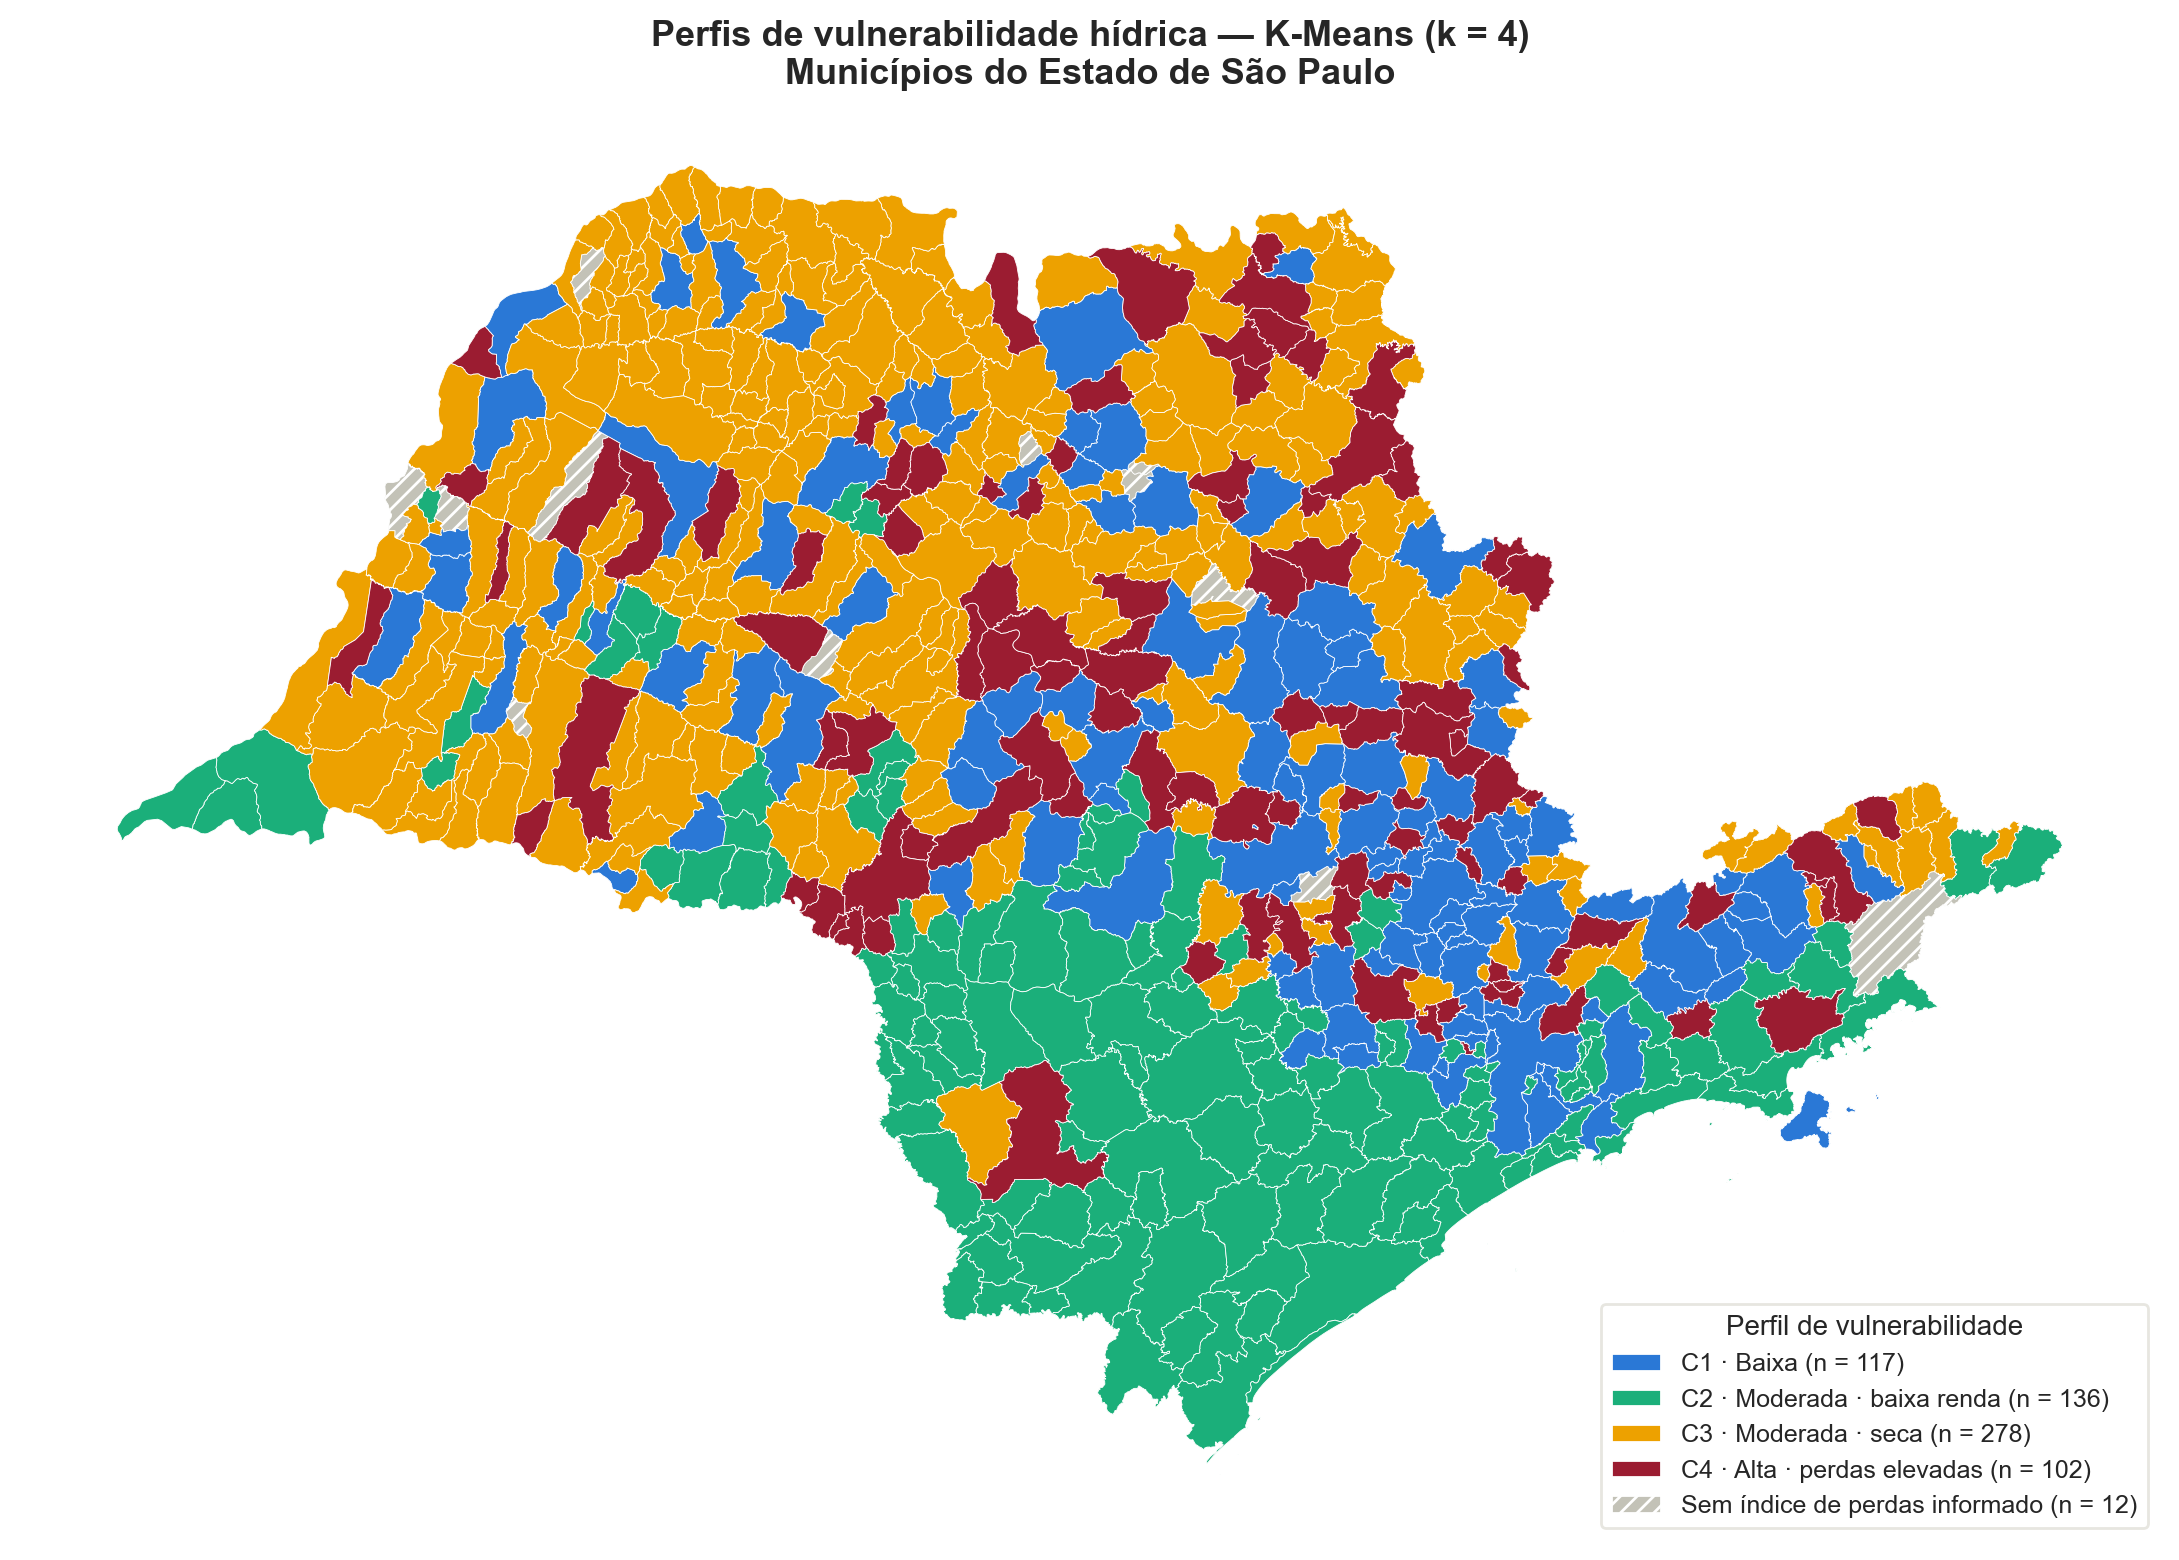 Perfis de vulnerabilidade hídrica — K-Means (k = 4)
Municípios do Estado de São Paulo
Perfil de vulnerabilidade
C1 · Baixa (n = 117)
C2 · Moderada · baixa renda (n = 136)
C3 · Moderada · seca (n = 278)
C4 · Alta · perdas elevadas (n = 102)
Sem índice de perdas informado (n = 12)